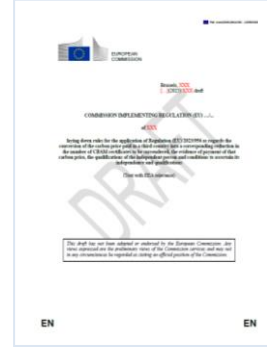 EUROPEAN
COMMISSION
Brussels, XXX
draft
COMMISSION IMPLEMENTING REGULATION (EU) …/…
of XXX
laying down rules for the application of Regulation (EU) 2023/956 as regards the
conversion of the carbon price paid in a third country into a corresponding reduction in
the number of CBAM certificates to be surrendered, the evidence of payment of that
carbon price, the qualifications of the independent person and conditions to ascertain its
independence and qualifications
(Text with EEA relevance)
DRAFT
This draft has not been adopted or endorsed by the European Commission. Any
views expressed are the preliminary views of the Commission services and may not
in any circumstances be regarded as stating an official position of the Commission.
EN
EN